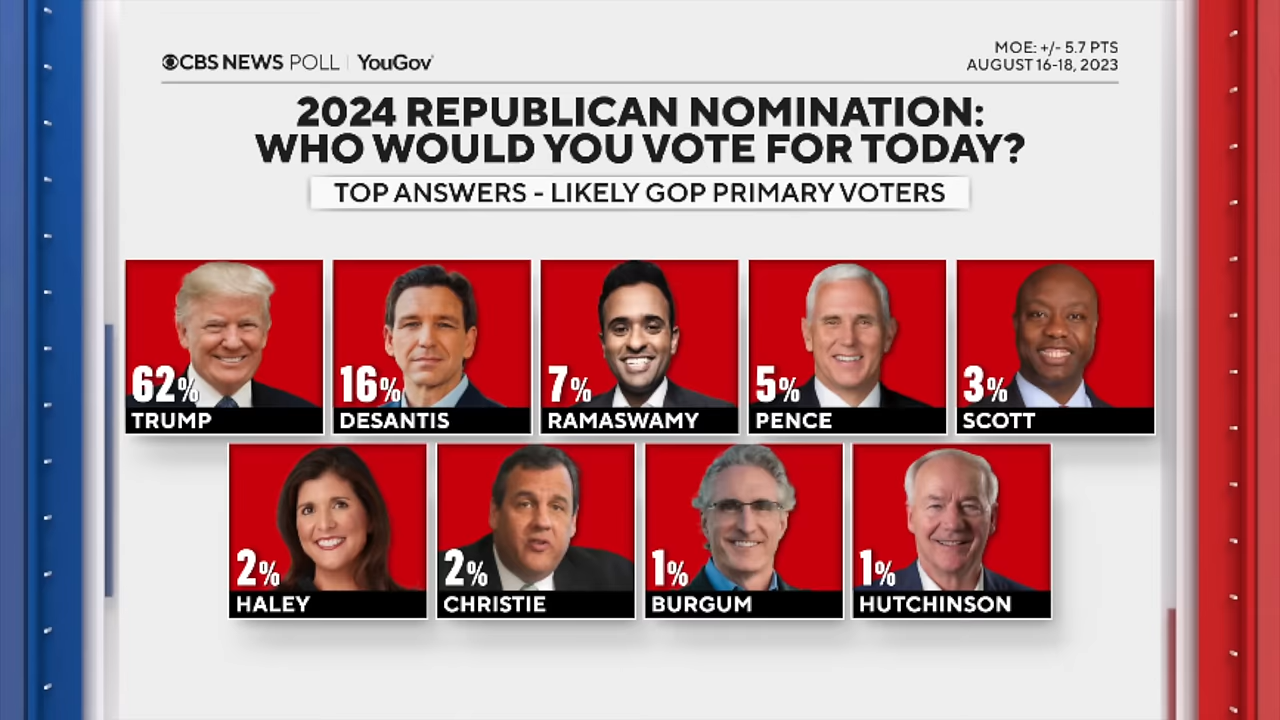 CBS NEWS POLL | YouGov
MOE: +/- 5.7 PTS
AUGUST 16-18, 2023
2024 REPUBLICAN NOMINATION:
WHO WOULD YOU VOTE FOR TODAY?
TOP ANSWERS - LIKELY GOP PRIMARY VOTERS
62%
TRUMP
16%
DESANTIS
7%
RAMASWAMY
5%
PENCE
3%
SCOTT
2%
HALEY
2%
CHRISTIE
1%
BURGUM
1%
HUTCHINSON